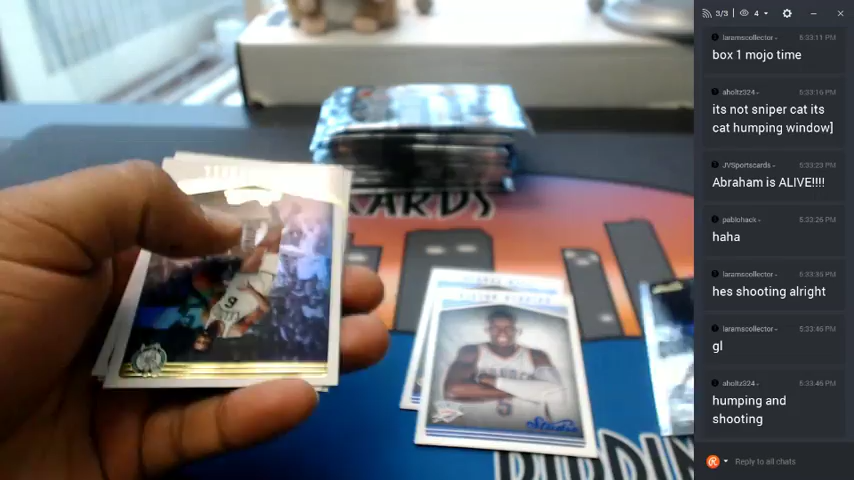 3/3
4
laramscollector
5:33:11 PM
box 1 mojo time
aholtz324
5:33:16 PM
its not sniper cat its
cat humping window]
JVSportscards
5:33:23 PM
Abraham is ALIVE!!!!
pablohack
5:33:26 PM
haha
laramscollector
5:33:35 PM
hes shooting alright
laramscollector
5:33:46 PM
gl
aholtz324
5:33:46 PM
humping and
shooting
Reply to all chats
CARDS
Studio
9